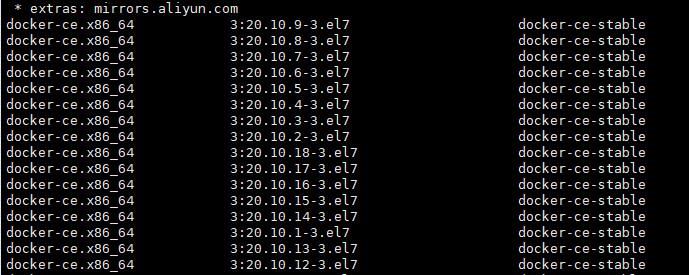 * extras: mirrors.aliyun.com
docker-ce.x86_64 3:20.10.9-3.el7 docker-ce-stable
docker-ce.x86_64 3:20.10.8-3.el7 docker-ce-stable
docker-ce.x86_64 3:20.10.7-3.el7 docker-ce-stable
docker-ce.x86_64 3:20.10.6-3.el7 docker-ce-stable
docker-ce.x86_64 3:20.10.5-3.el7 docker-ce-stable
docker-ce.x86_64 3:20.10.4-3.el7 docker-ce-stable
docker-ce.x86_64 3:20.10.3-3.el7 docker-ce-stable
docker-ce.x86_64 3:20.10.2-3.el7 docker-ce-stable
docker-ce.x86_64 3:20.10.18-3.el7 docker-ce-stable
docker-ce.x86_64 3:20.10.17-3.el7 docker-ce-stable
docker-ce.x86_64 3:20.10.16-3.el7 docker-ce-stable
docker-ce.x86_64 3:20.10.15-3.el7 docker-ce-stable
docker-ce.x86_64 3:20.10.14-3.el7 docker-ce-stable
docker-ce.x86_64 3:20.10.1-3.el7 docker-ce-stable
docker-ce.x86_64 3:20.10.13-3.el7 docker-ce-stable
docker-ce.x86_64 3:20.10.12-3.el7 docker-ce-stable